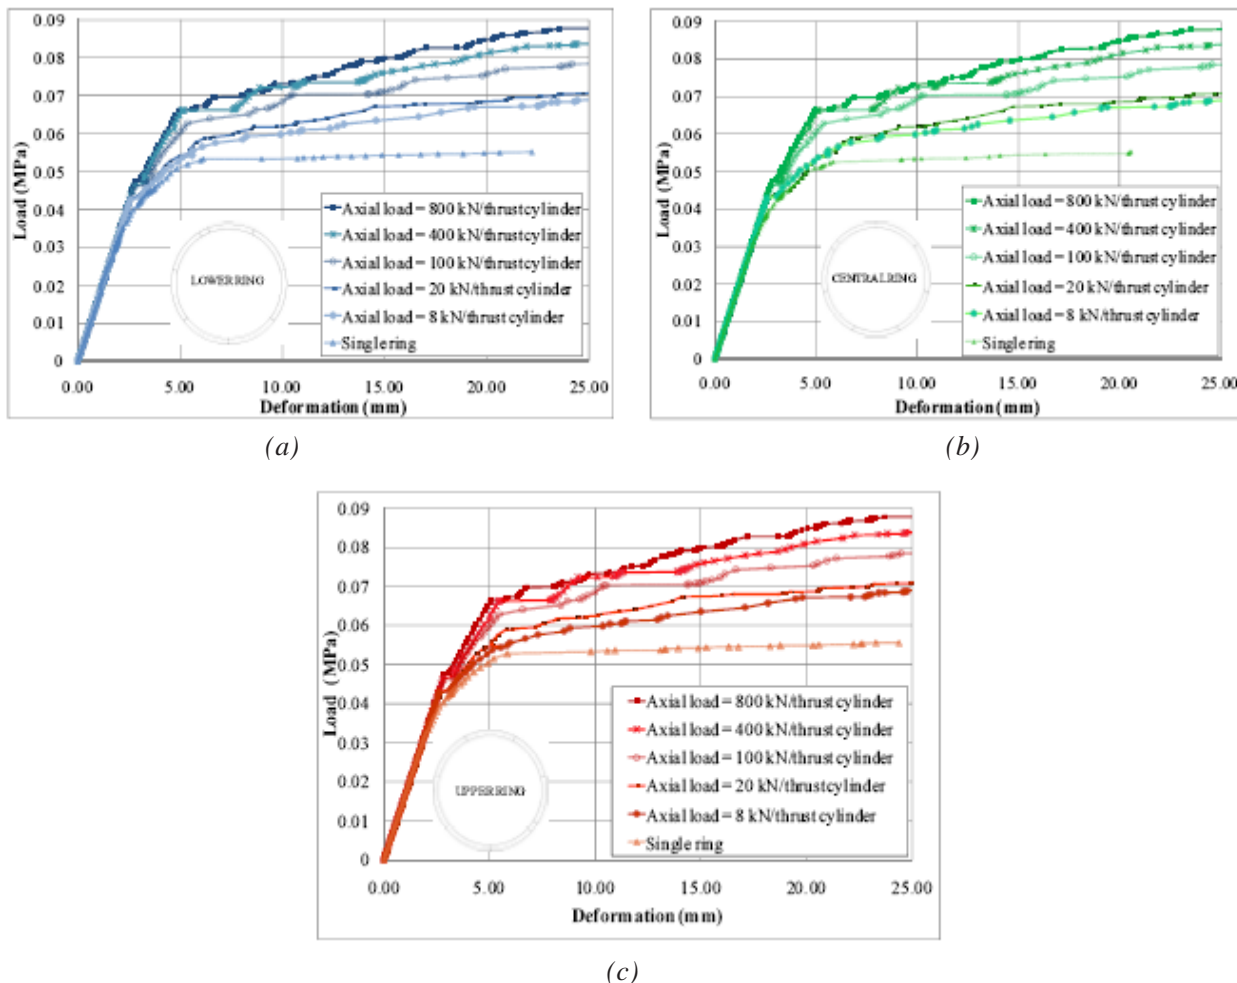 0.09
0.08
0.07
0.06
0.05
0.04
0.03
0.02
0.01
0
Load (MPa)
Axial load = 800 kN/thrust cylinder
Axial load = 400 kN/thrust cylinder
Axial load = 100 kN/thrust cylinder
Axial load = 20 kN/thrust cylinder
Axial load = 8 kN/thrust cylinder
Single ring
LOWER RING
0.00 5.00 10.00 15.00 20.00 25.00
Deformation (mm)
(a)
0.09
0.08
0.07
0.06
0.05
0.04
0.03
0.02
0.01
0
Load (MPa)
Axial load = 800 kN/thrust cylinder
Axial load = 400 kN/thrust cylinder
Axial load = 100 kN/thrust cylinder
Axial load = 20 kN/thrust cylinder
Axial load = 8 kN/thrust cylinder
Single ring
CENTRAL RING
0.00 5.00 10.00 15.00 20.00 25.00
Deformation (mm)
(b)
0.09
0.08
0.07
0.06
0.05
0.04
0.03
0.02
0.01
0
Load (MPa)
Axial load = 800 kN/thrust cylinder
Axial load = 400 kN/thrust cylinder
Axial load = 100 kN/thrust cylinder
Axial load = 20 kN/thrust cylinder
Axial load = 8 kN/thrust cylinder
Single ring
UPPER RING
0.00 5.00 10.00 15.00 20.00 25.00
Deformation (mm)
(c)